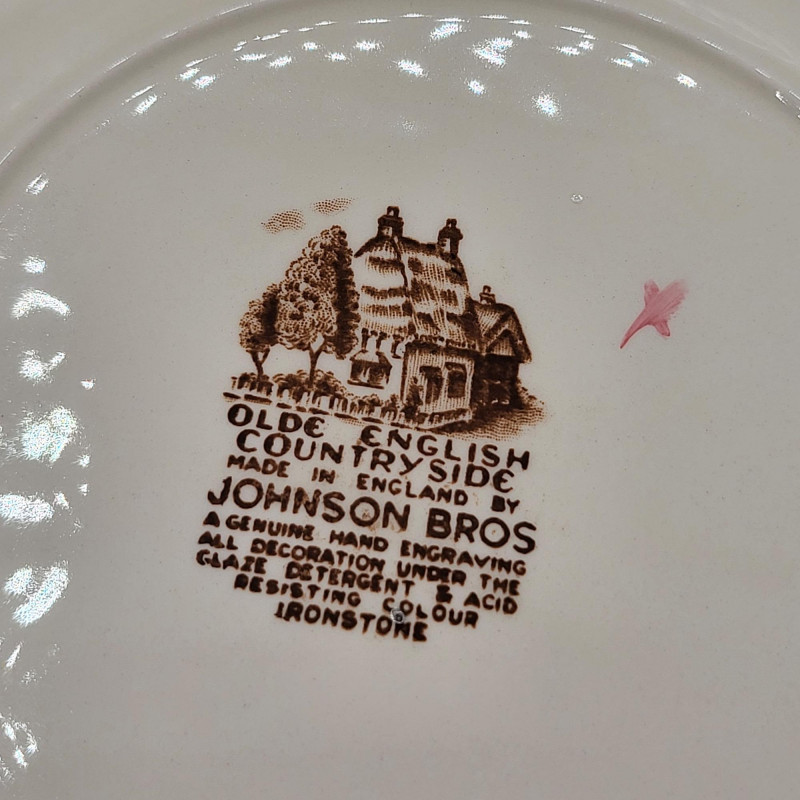 OLDE ENGLISH
COUNTRYSIDE
MADE IN ENGLAND BY
JOHNSON BROS
A GENUINE HAND ENGRAVING
ALL DECORATION UNDER THE
GLAZE DETERGENT & ACID
RESISTING COLOUR
IRONSTONE